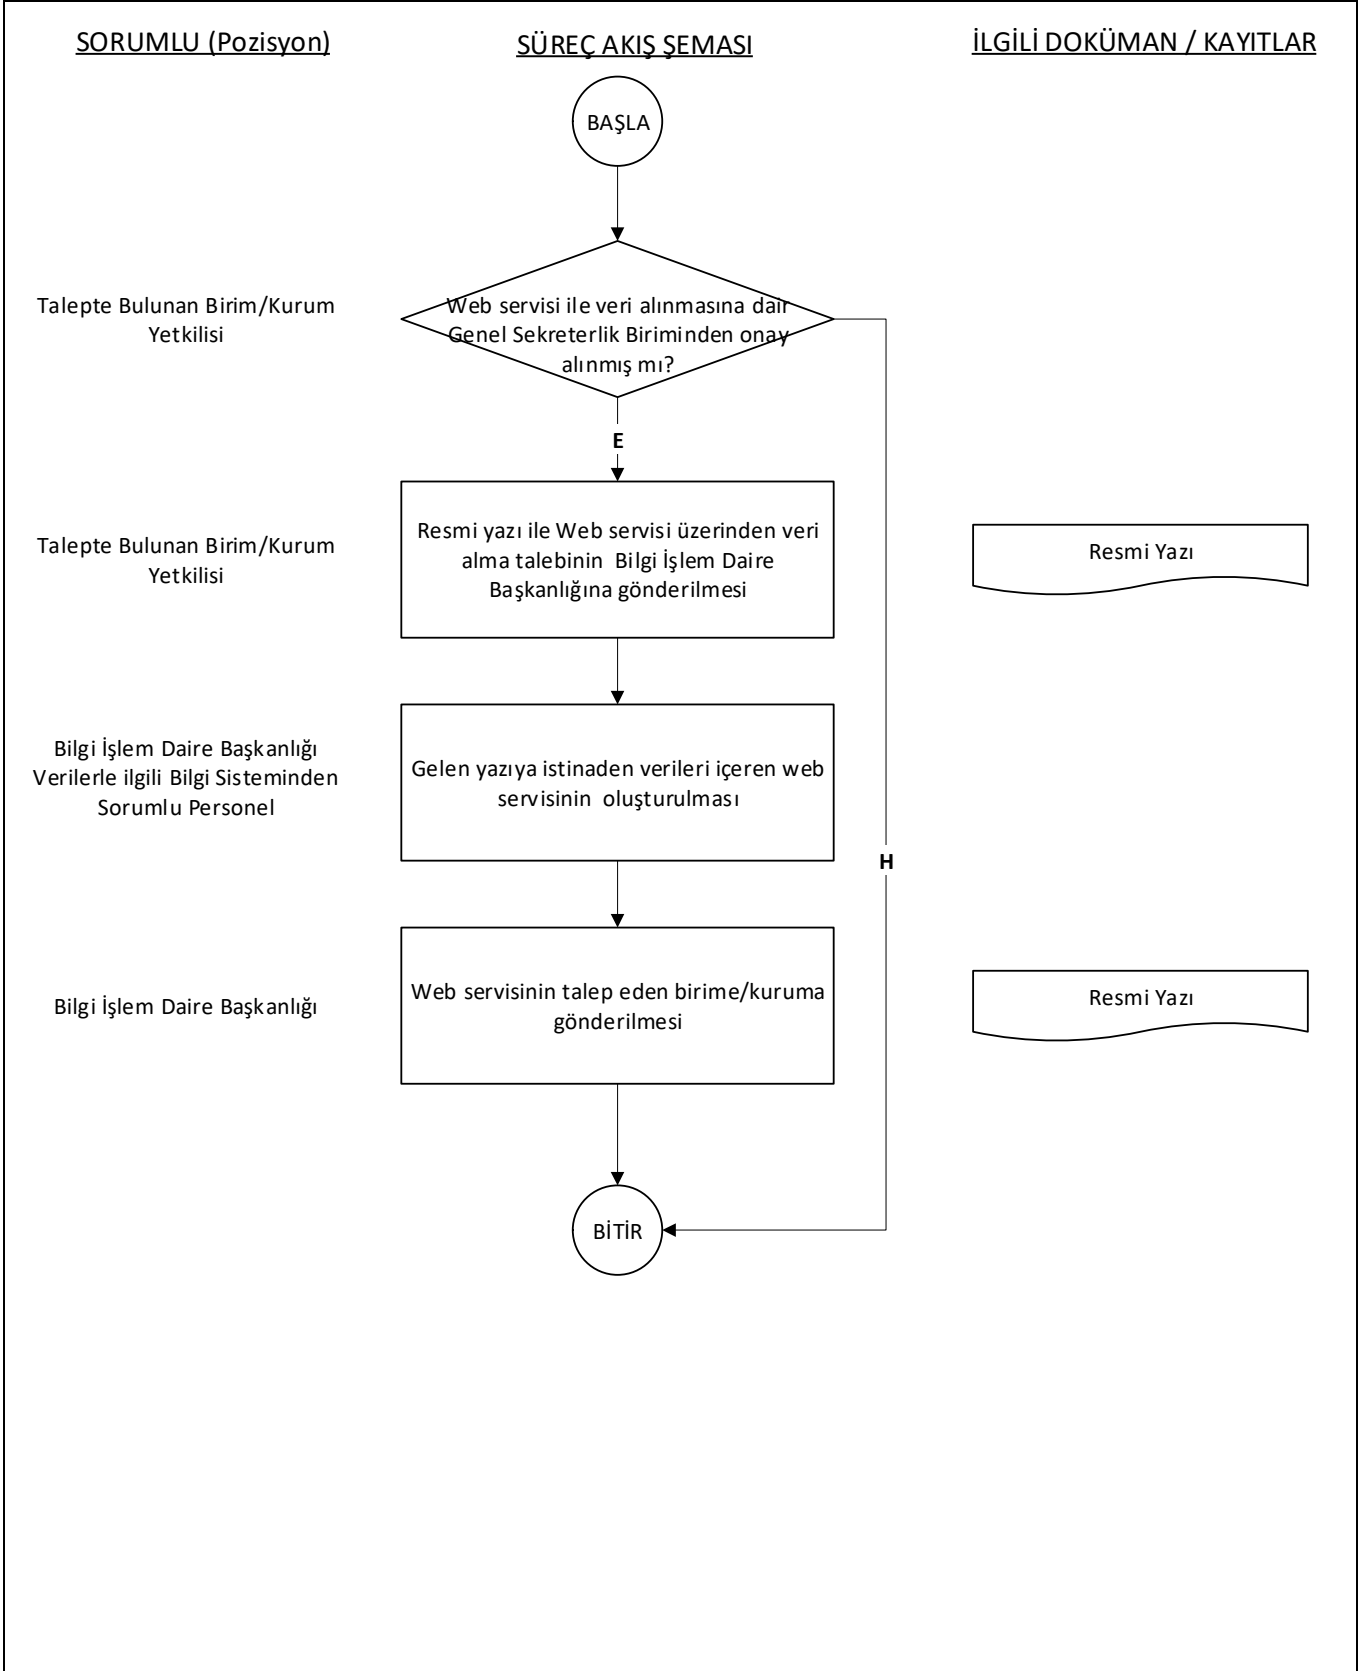 SORUMLU (Pozisyon)
SÜREÇ AKIŞ ŞEMASI
İLGİLİ DOKÜMAN / KAYITLAR
BAŞLA
Talepte Bulunan Birim/Kurum
Yetkilisi
Web servisi ile veri alınmasına dair
Genel Sekreterlik Biriminden onay
alınmış mı?
E
Talepte Bulunan Birim/Kurum
Yetkilisi
Resmi yazı ile Web servisi üzerinden veri
alma talebinin Bilgi İşlem Daire
Başkanlığına gönderilmesi
Resmi Yazı
Bilgi İşlem Daire Başkanlığı
Verilerle ilgili Bilgi Sisteminden
Sorumlu Personel
Gelen yazıya istinaden verileri içeren web
servisinin oluşturulması
H
Bilgi İşlem Daire Başkanlığı
Web servisinin talep eden birime/kuruma
gönderilmesi
Resmi Yazı
BİTİR